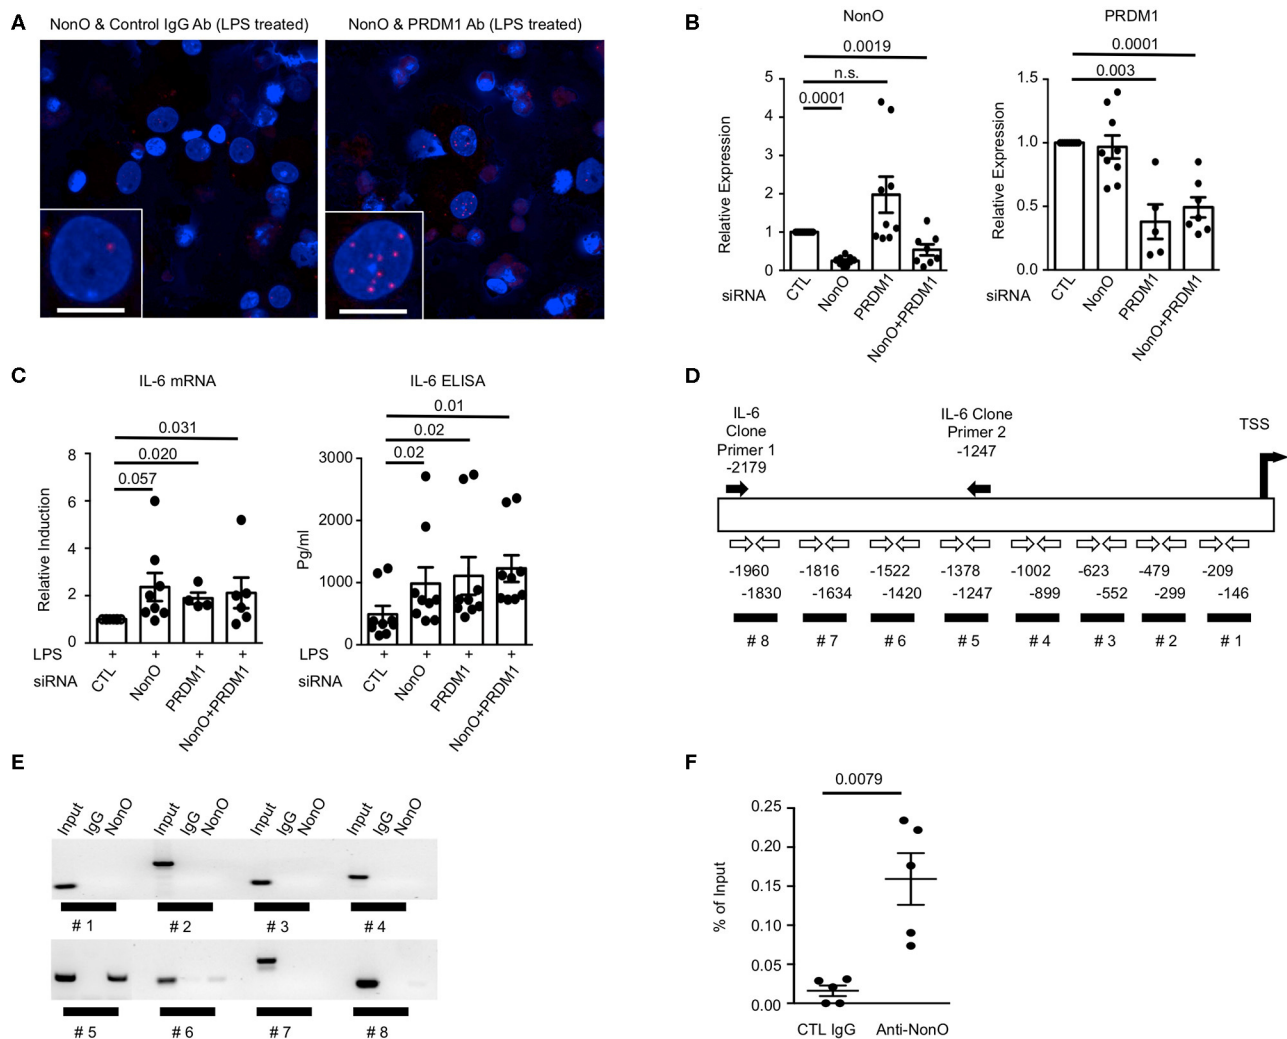 A
NonO & Control IgG Ab (LPS treated)
NonO & PRDM1 Ab (LPS treated)
B
NonO
0.0019
n.s.
0.0001
5
4
3
2
1
0
Relative Expression
siRNA
CTL
NonO
PRDM1
NonO+PRDM1
PRDM1
0.0001
0.003
1.5
1.0
0.5
0.0
Relative Expression
siRNA
CTL
NonO
PRDM1
NonO+PRDM1
C
IL-6 mRNA
0.031
0.020
0.057
8
6
4
2
0
Relative Induction
LPS + + + +
siRNA
CTL
NonO
PRDM1
NonO+PRDM1
IL-6 ELISA
0.01
0.02
0.02
3000
2000
1000
0
Pg/ml
LPS + + + +
siRNA
CTL
NonO
PRDM1
NonO+PRDM1
D
IL-6
Clone
Primer 1
-2179
IL-6 Clone
Primer 2
-1247
TSS
-1960 -1816 -1522 -1378 -1002 -623 -479 -209
-1830 -1634 -1420 -1247 -899 -552 -299 -146
# 8 # 7 # 6 # 5 # 4 # 3 # 2 # 1
E
Input IgG NonO Input IgG NonO Input IgG NonO Input IgG NonO
# 1 # 2 # 3 # 4
# 5 # 6 # 7 # 8
F
0.0079
0.25
0.20
0.15
0.10
0.05
0.00
% of Input
CTL IgG Anti-NonO